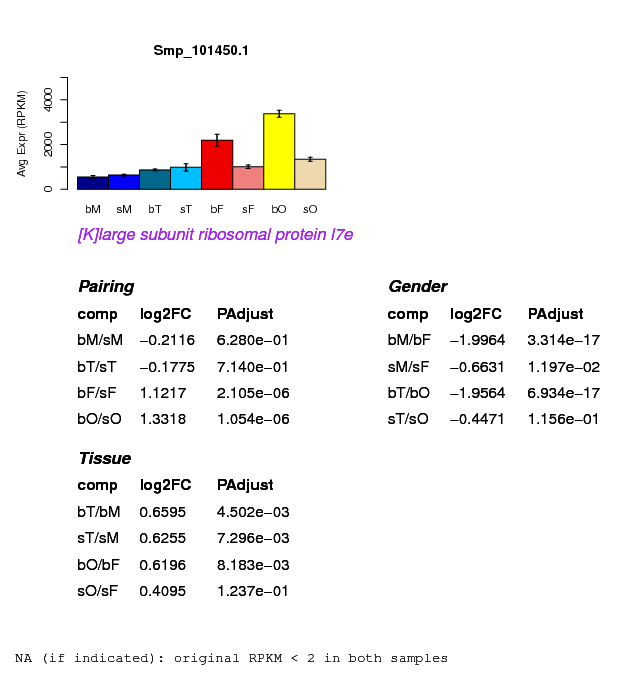 Smp_101450.1
Avg Expr (RPKM)
0 2000 4000
bM sM bT sT bF sF bO sO
[K]large subunit ribosomal protein l7e
Pairing
comp log2FC PAdjust
bM/sM −0.2116 6.280e−01
bT/sT −0.1775 7.140e−01
bF/sF 1.1217 2.105e−06
bO/sO 1.3318 1.054e−06
Gender
comp log2FC PAdjust
bM/bF −1.9964 3.314e−17
sM/sF −0.6631 1.197e−02
bT/bO −1.9564 6.934e−17
sT/sO −0.4471 1.156e−01
Tissue
comp log2FC PAdjust
bT/bM 0.6595 4.502e−03
sT/sM 0.6255 7.296e−03
bO/bF 0.6196 8.183e−03
sO/sF 0.4095 1.237e−01
NA (if indicated): original RPKM < 2 in both samples